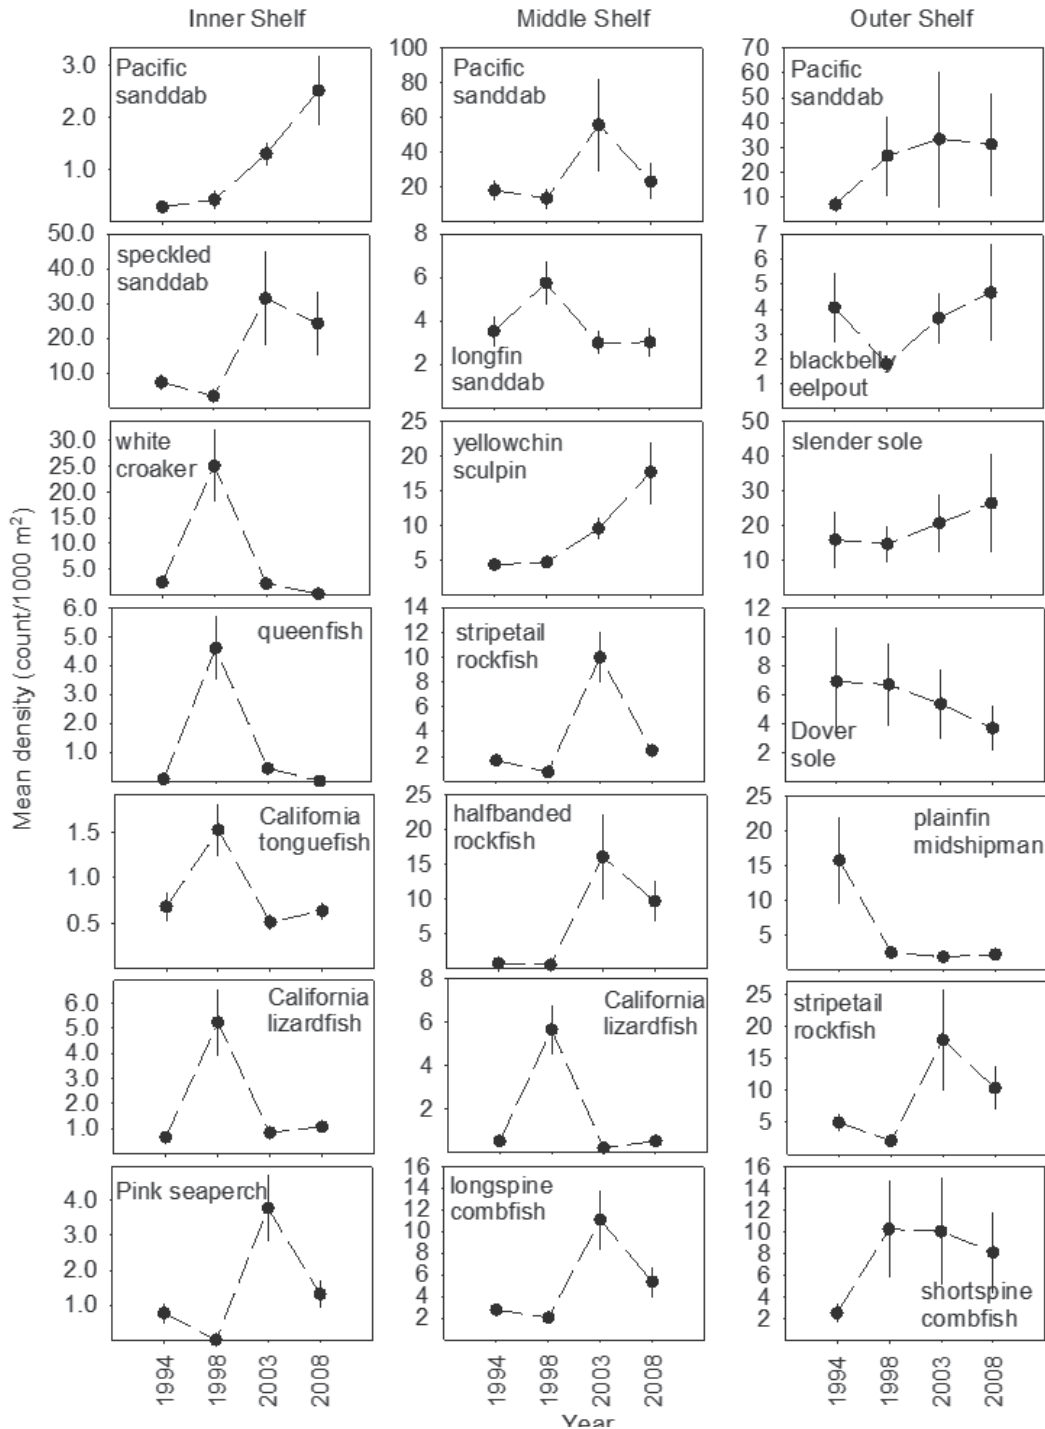 Inner Shelf
Middle Shelf
Outer Shelf
Mean density (count/1000 m²)
3.0
2.0
1.0
Pacific
sanddab
100
80
60
40
20
Pacific
sanddab
70
60
50
40
30
20
10
Pacific
sanddab
50.0
40.0
30.0
20.0
10.0
speckled
sanddab
8
6
4
2
longfin
sanddab
7
6
5
4
3
2
1
blackbelly
eelpout
30.0
25.0
20.0
15.0
10.0
5.0
white
croaker
25
20
15
10
5
yellowchin
sculpin
50
40
30
20
10
slender sole
6.0
5.0
4.0
3.0
2.0
1.0
queenfish
14
12
10
8
6
4
2
stripetail
rockfish
12
10
8
6
4
2
Dover
sole
1.5
1.0
0.5
California
tonguefish
25
20
15
10
5
halfbanded
rockfish
25
20
15
10
5
plainfin
midshipman
6.0
5.0
4.0
3.0
2.0
1.0
California
lizardfish
8
6
4
2
California
lizardfish
25
20
15
10
5
stripetail
rockfish
4.0
3.0
2.0
1.0
Pink seaperch
16
14
12
10
8
6
4
2
longspine
combfish
16
14
12
10
8
6
4
2
shortspine
combfish
1994
1998
2003
2008
1994
1998
2003
2008
1994
1998
2003
2008
Year